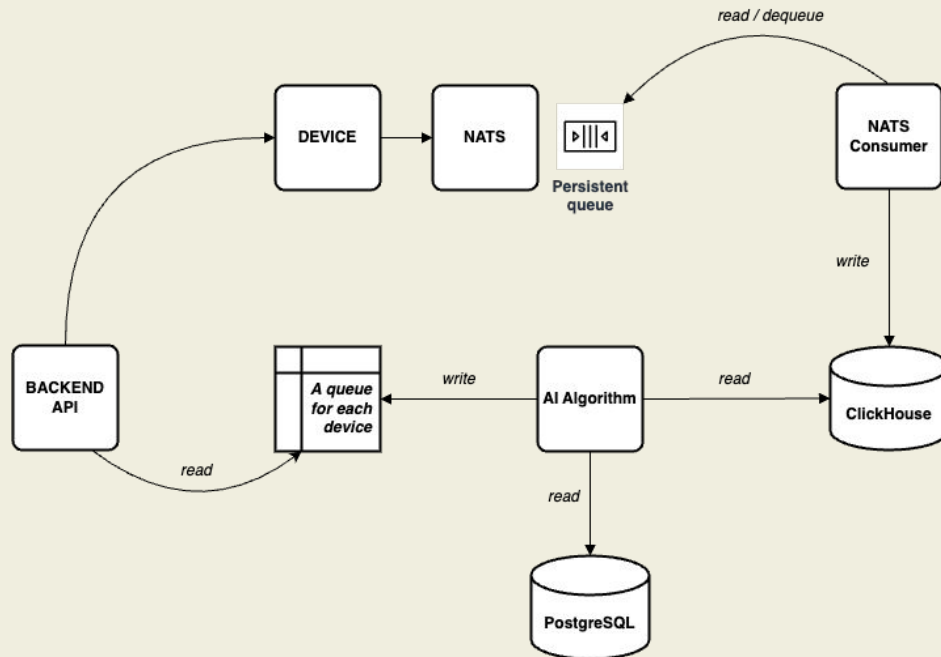 read / dequeue
DEVICE
NATS
NATS
Consumer
Persistent
queue
write
BACKEND
API
A queue
for each
device
write
AI Algorithm
read
ClickHouse
read
read
PostgreSQL